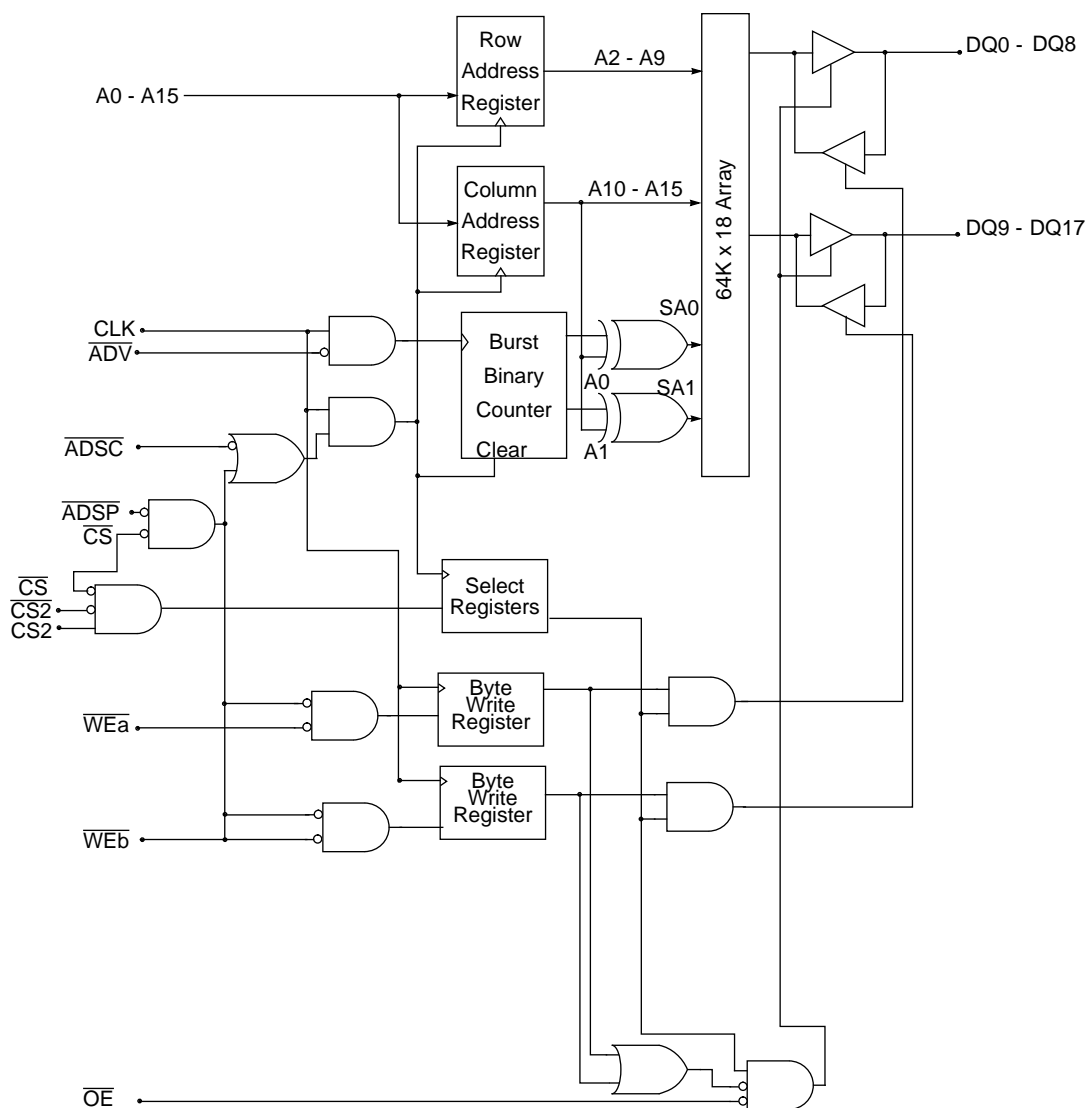 Row
Address
Register
A2 - A9
DQ0 - DQ8
A0 - A15
64K x 18 Array
Column
Address
Register
A10 - A15
DQ9 - DQ17
CLK
ADV
Burst
Binary
Counter
Clear
SA0
A0
SA1
A1
ADSC
ADSP
CS
CS
CS2
CS2
Select
Registers
WEa
Byte
Write
Register
WEb
Byte
Write
Register
OE